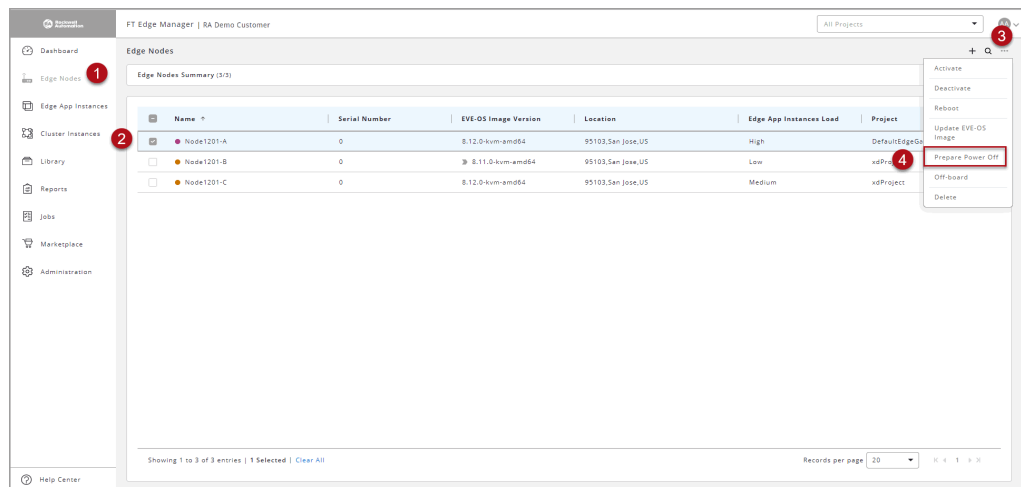 Rockwell
Automation
FT Edge Manager | RA Demo Customer
All Projects
3
Dashboard
Edge Nodes
1
Edge App Instances
Cluster Instances
Library
Reports
Jobs
Marketplace
Administration
Help Center
Edge Nodes
Edge Nodes Summary (3/3)
Name ↑ Serial Number EVE-OS Image Version Location Edge App Instances Load Project
2
Node1201-A 0 8.12.0-kvm-amd64 95103,San Jose,US High DefaultEdgeGa
Node1201-B 0 8.11.0-kvm-amd64 95103,San Jose,US Low xdPro
Node1201-C 0 8.12.0-kvm-amd64 95103,San Jose,US Medium xdProject
Activate
Deactivate
Reboot
Update EVE-OS
Image
4
Prepare Power Off
Off-board
Delete
Showing 1 to 3 of 3 entries | 1 Selected | Clear All
Records per page 20
1